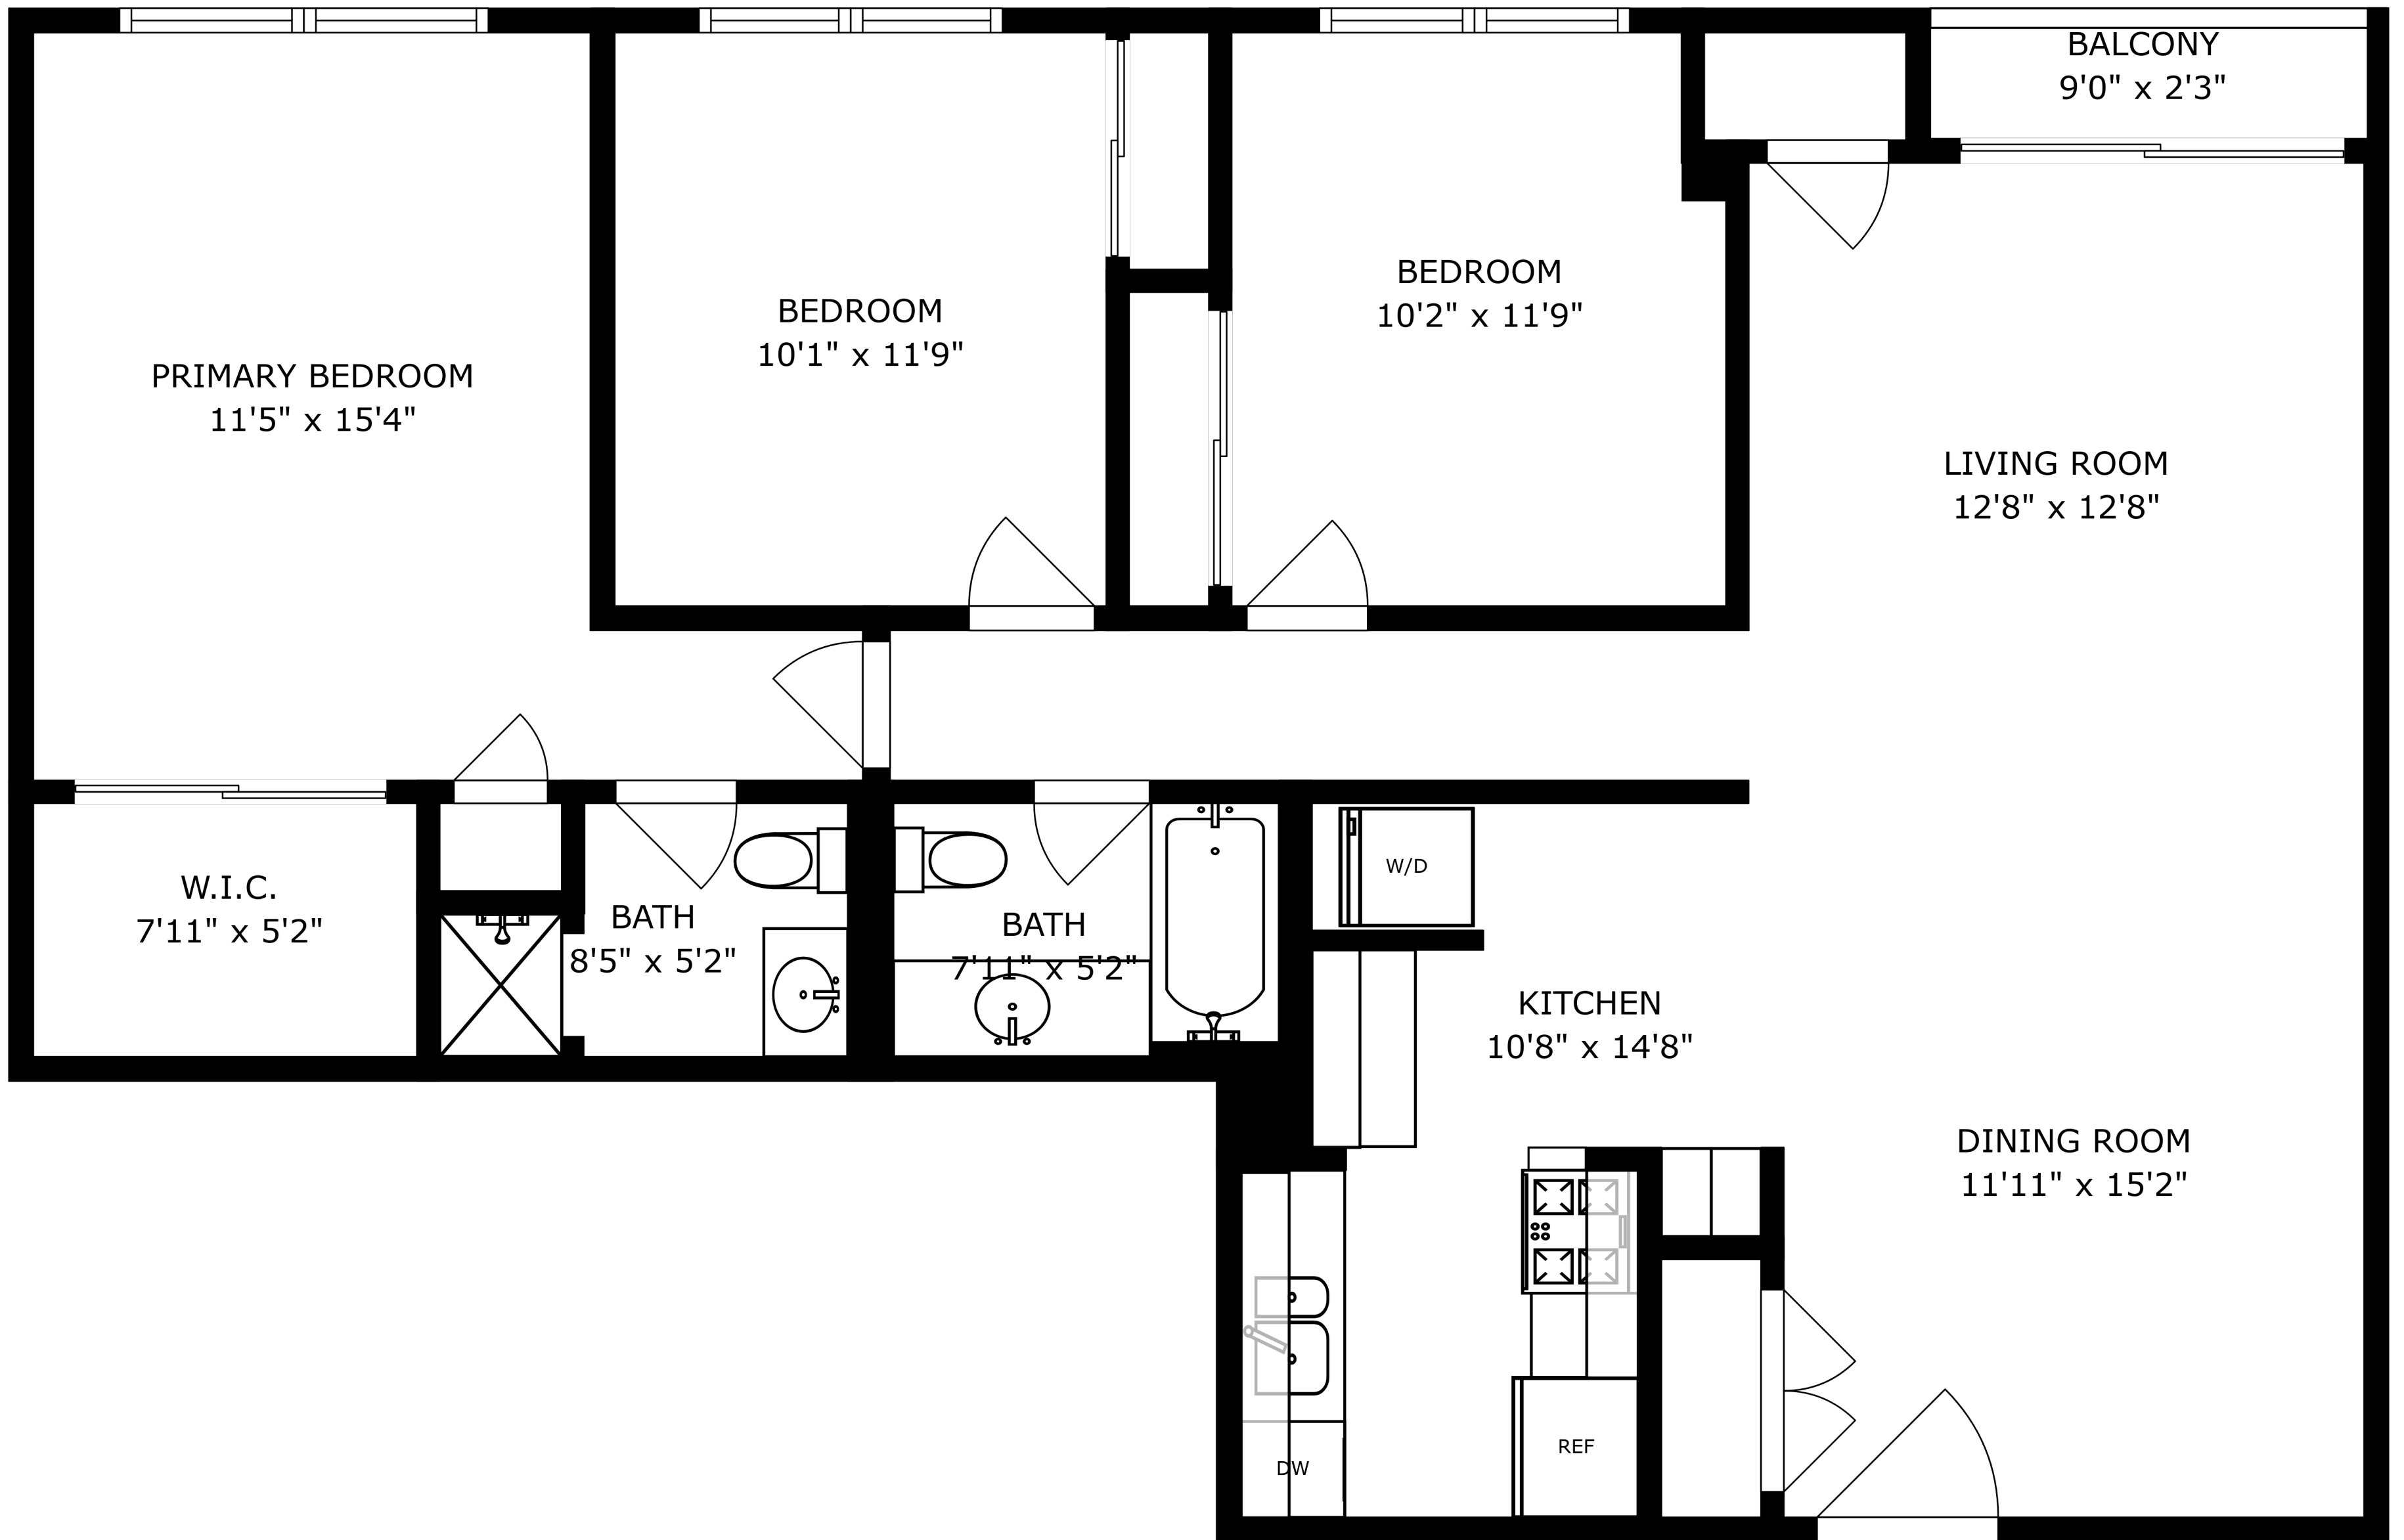 BALCONY
9'0" x 2'3"
BEDROOM
10'2" x 11'9"
BEDROOM
10'1" x 11'9"
PRIMARY BEDROOM
11'5" x 15'4"
LIVING ROOM
12'8" x 12'8"
W/D
W.I.C.
7'11" x 5'2"
BATH
8'5" x 5'2"
BATH
7'11" x 5'2"
KITCHEN
10'8" x 14'8"
DINING ROOM
11'11" x 15'2"
REF
DW